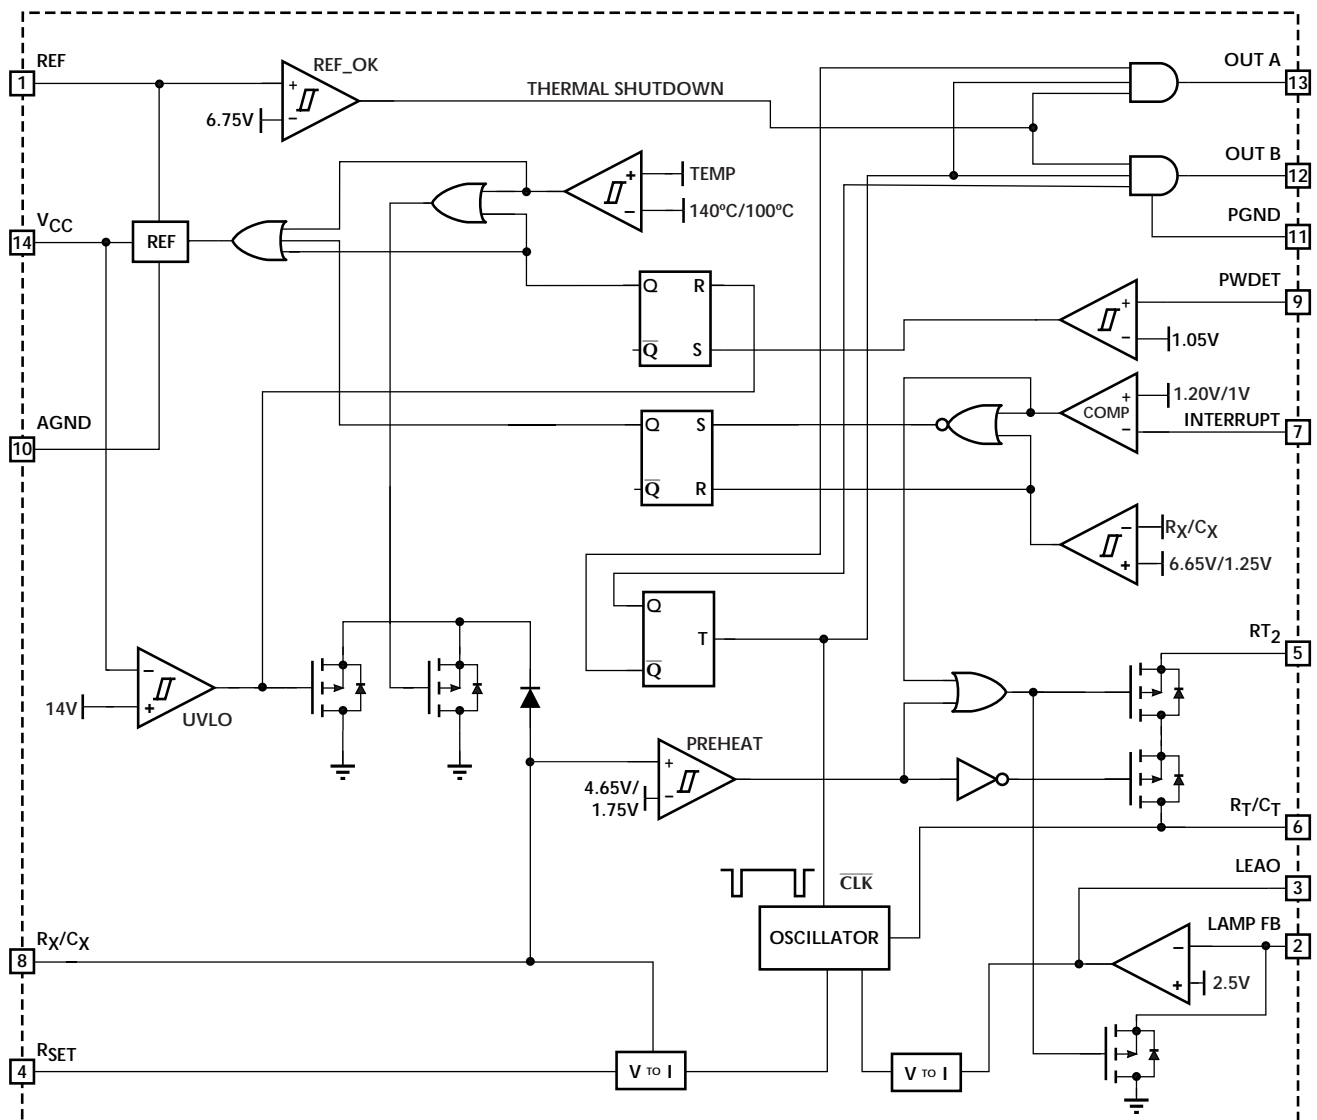 REF
1
REF_OK
+
−
6.75V
THERMAL SHUTDOWN
OUT A
13
OUT B
12
PGND
11
+
−
TEMP
140ºC/100ºC
VCC
14
REF
Q
R
Q
S
PWDET
9
+
−
1.05V
AGND
10
Q
S
Q
R
COMP
+
−
1.20V/1V
INTERRUPT
7
−
+
RX/CX
6.65V/1.25V
Q
T
Q
RT2
5
−
+
14V
UVLO
PREHEAT
+
−
4.65V/
1.75V
RT/CT
6
CLK
OSCILLATOR
LEAO
3
LAMP FB
2
−
+
2.5V
RX/CX
8
RSET
4
V TO I
V TO I